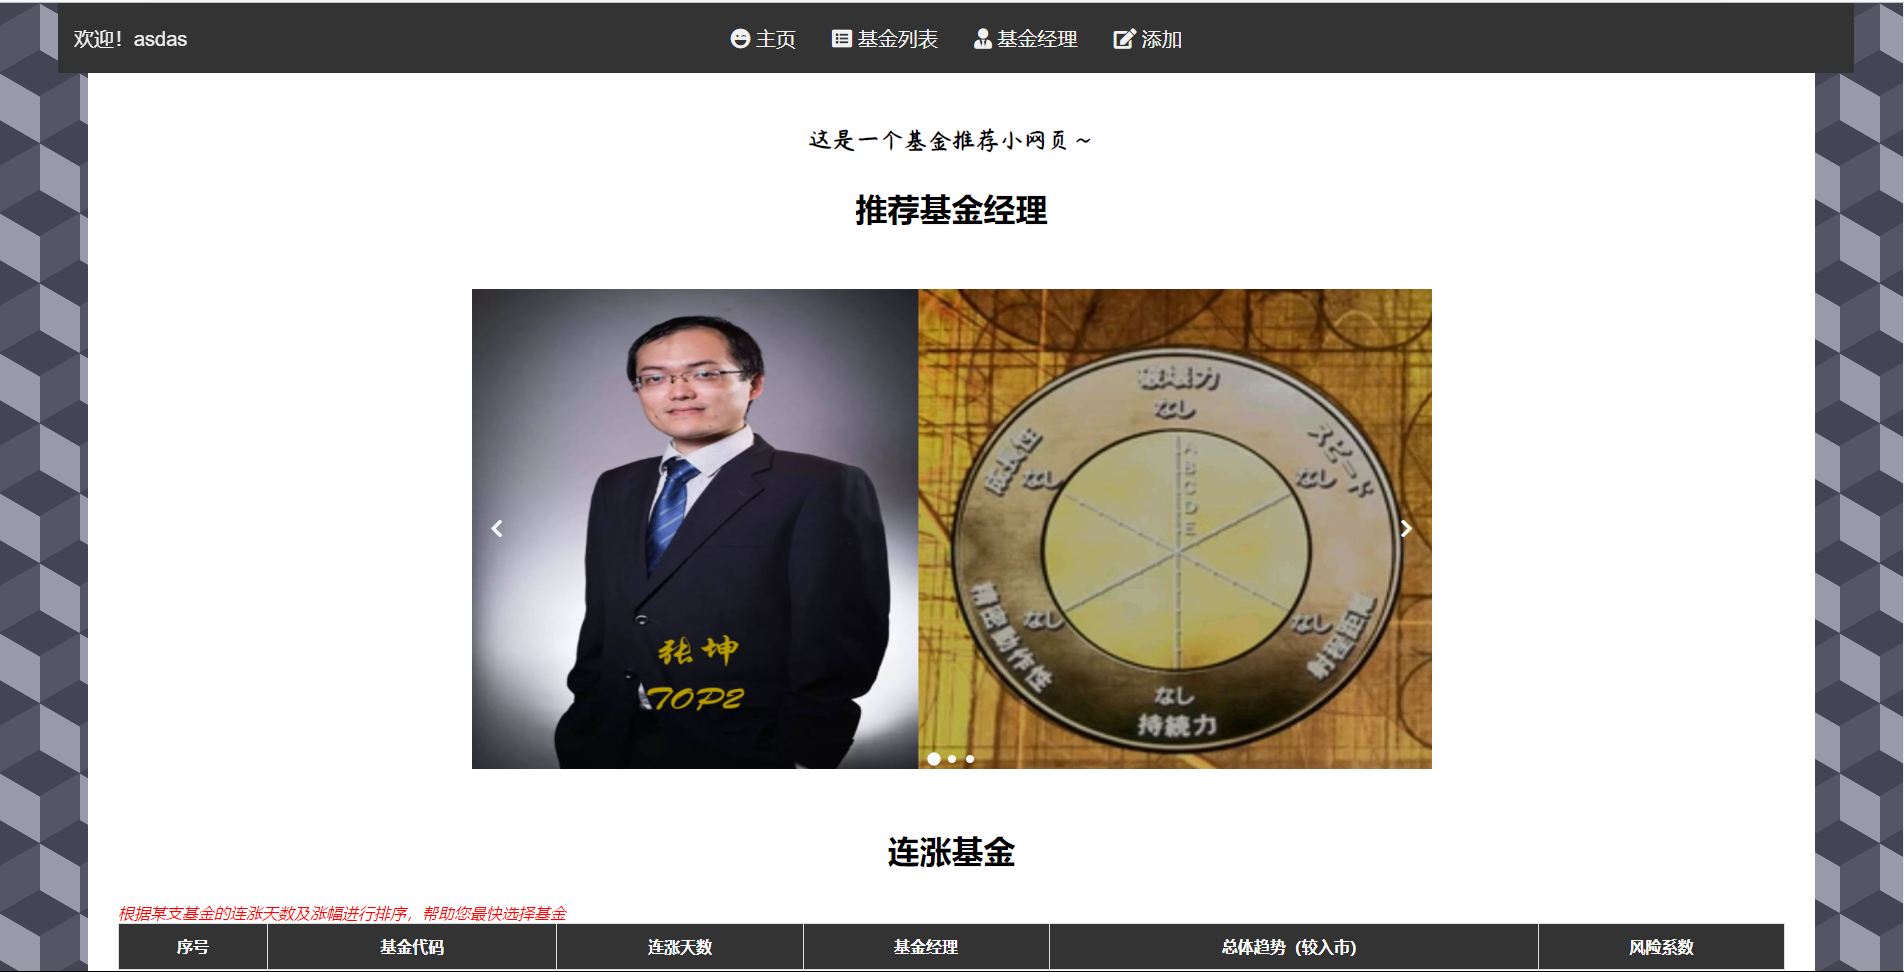 欢迎！asdas
主页
基金列表
基金经理
添加
这是一个基金推荐小网页～
推荐基金经理
张坤
TOP2
破壊力
なし
スピード
なし
射程距離
なし
持続力
なし
精密動作性
なし
成長性
なし
A
B
C
D
E
连涨基金
根据某支基金的连涨天数及涨幅进行排序，帮助您最快选择基金
序号 基金代码 连涨天数 基金经理 总体趋势（较入市） 风险系数